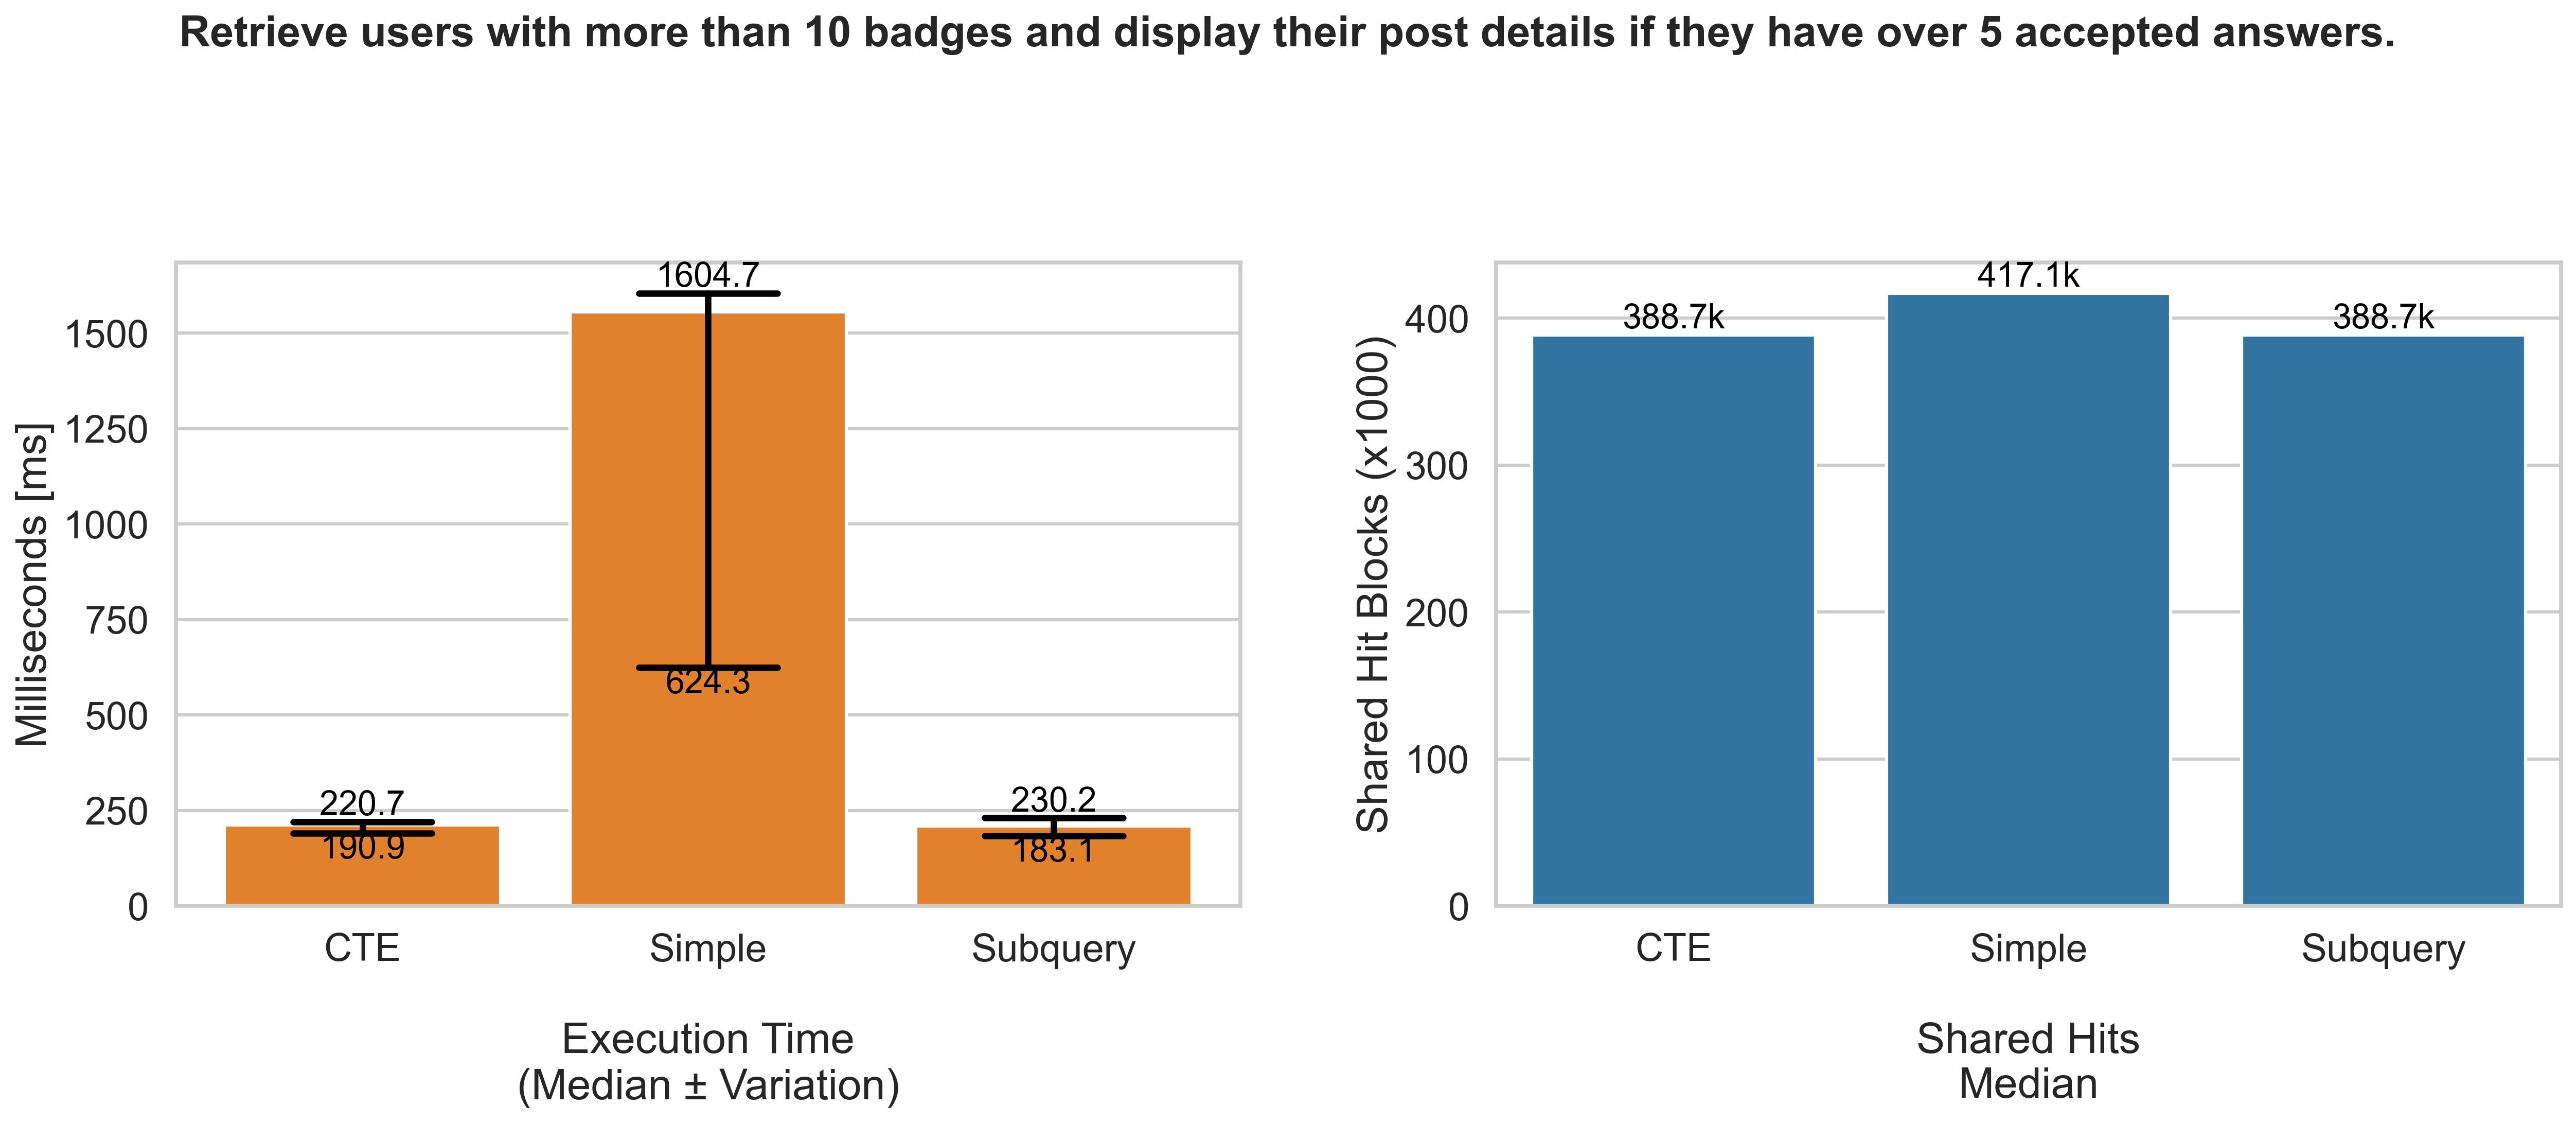 Retrieve users with more than 10 badges and display their post details if they have over 5 accepted answers.
Milliseconds [ms]
1500
1250
1000
750
500
250
0
1604.7
624.3
220.7
190.9
230.2
183.1
CTE
Simple
Subquery
Execution Time
(Median ± Variation)
Shared Hit Blocks (x1000)
400
300
200
100
0
388.7k
417.1k
388.7k
CTE
Simple
Subquery
Shared Hits
Median